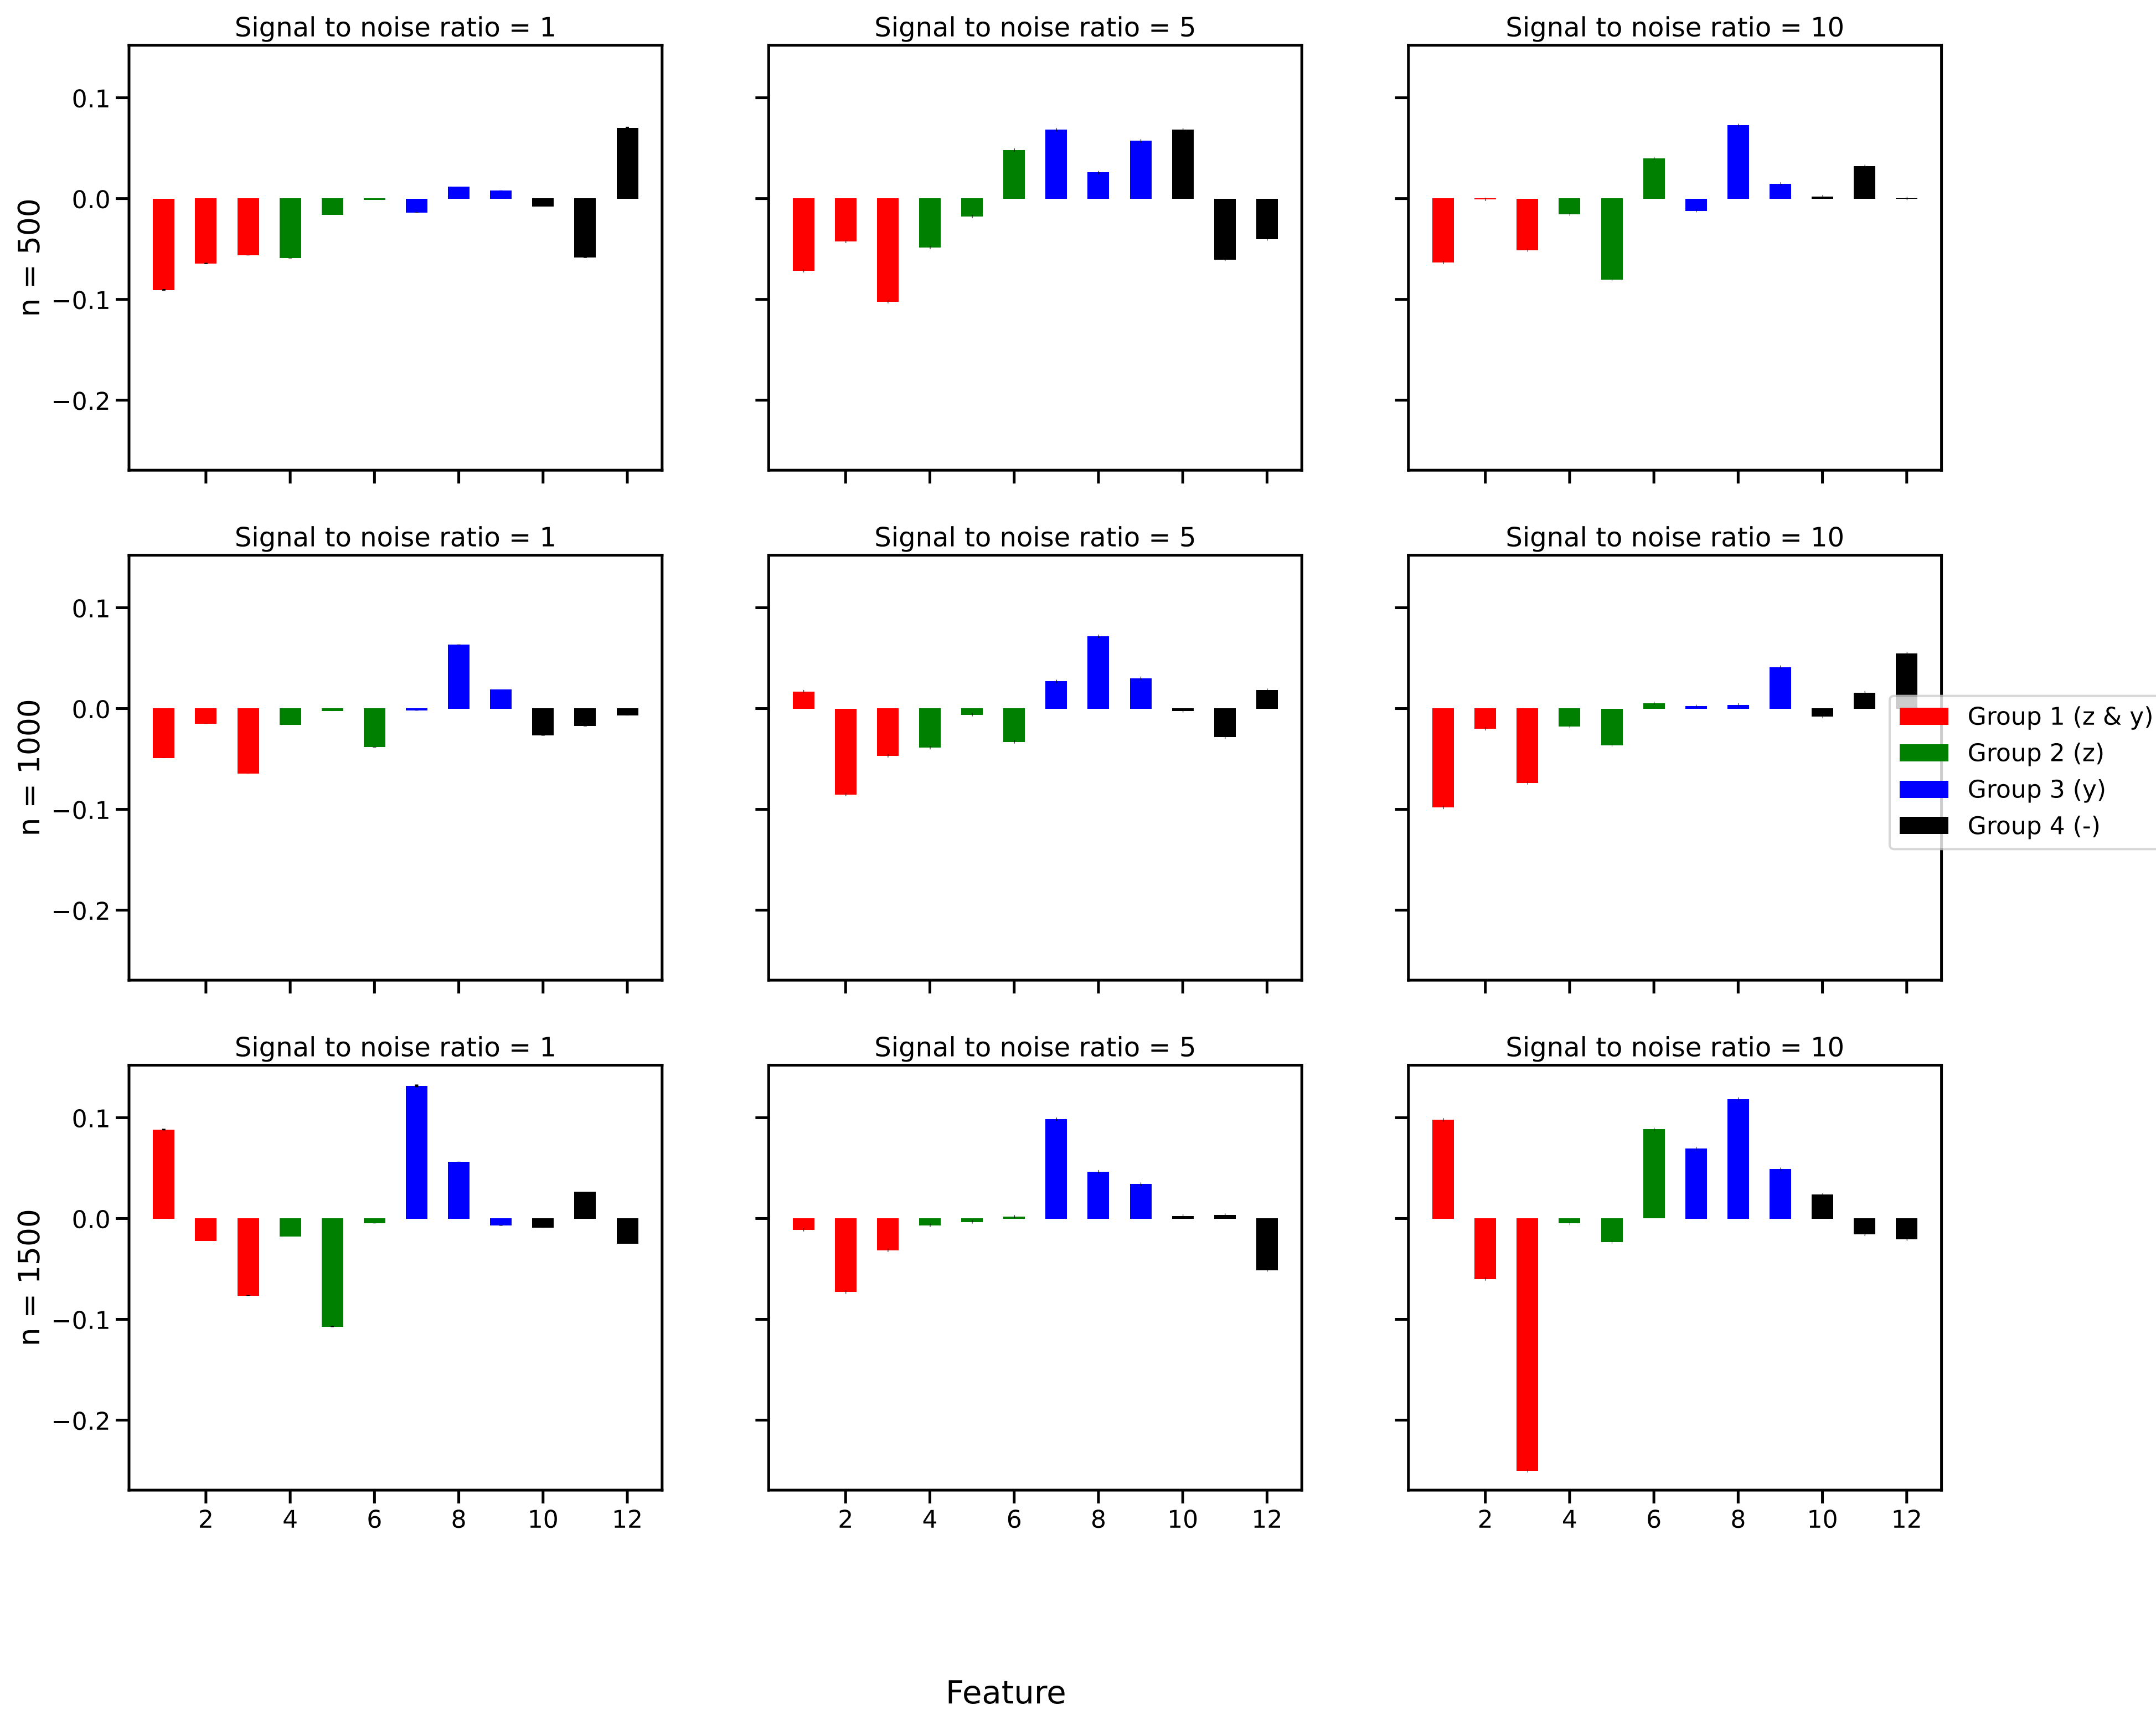 Signal to noise ratio = 1
Signal to noise ratio = 5
Signal to noise ratio = 10
0.1
0.0
−0.1
−0.2
n = 500
Signal to noise ratio = 1
Signal to noise ratio = 5
Signal to noise ratio = 10
0.1
0.0
−0.1
−0.2
n = 1000
Group 1 (z & y)
Group 2 (z)
Group 3 (y)
Group 4 (-)
Signal to noise ratio = 1
Signal to noise ratio = 5
Signal to noise ratio = 10
0.1
0.0
−0.1
−0.2
n = 1500
2 4 6 8 10 12
2 4 6 8 10 12
2 4 6 8 10 12
Feature